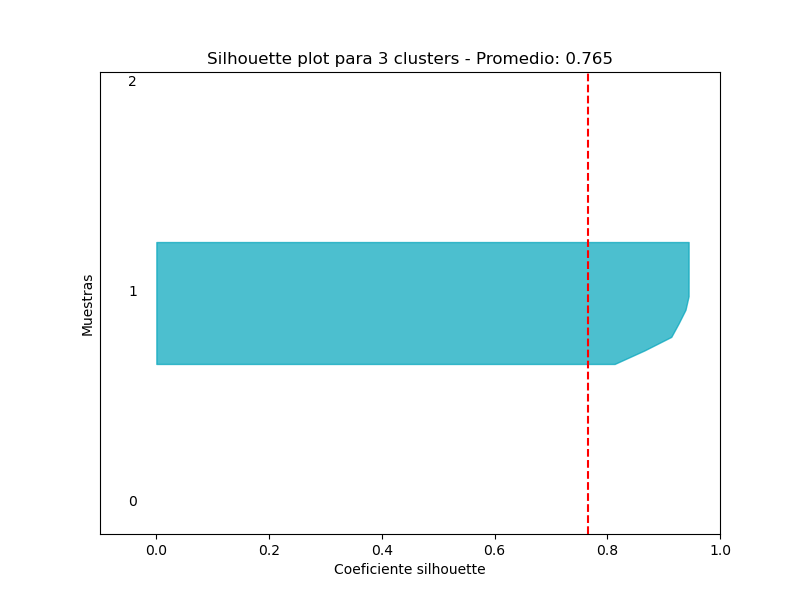 Silhouette plot para 3 clusters - Promedio: 0.765
2
1
0
Muestras
0.0 0.2 0.4 0.6 0.8 1.0
Coeficiente silhouette